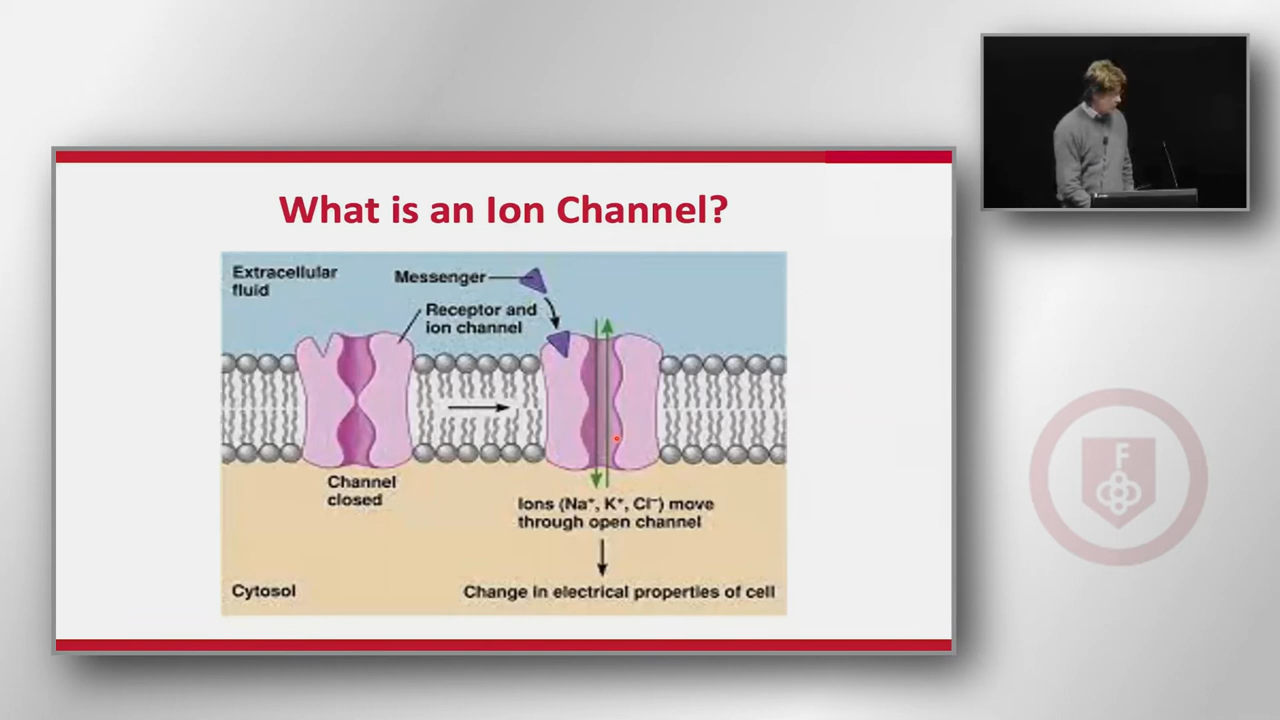 What is an Ion Channel?
Extracellular
fluid
Messenger
Receptor and
ion channel
Channel
closed
Ions (Na⁺, K⁺, Cl⁻) move
through open channel
Change in electrical properties of cell
Cytosol
F